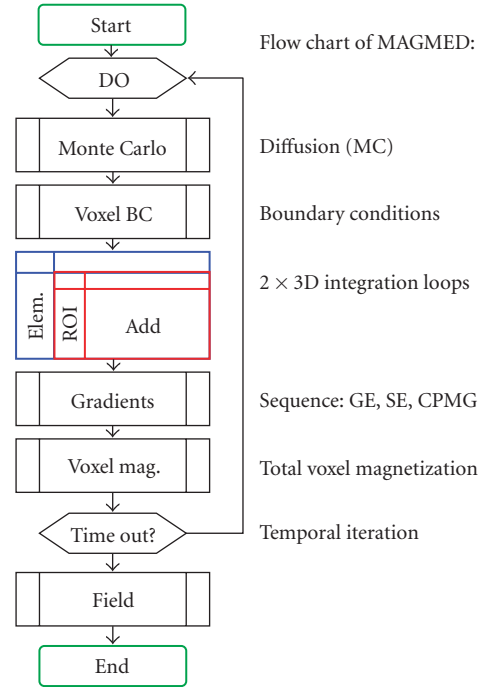 Start
Flow chart of MAGMED:
DO
Monte Carlo
Diffusion (MC)
Voxel BC
Boundary conditions
2 × 3D integration loops
Elem.
ROI
Add
Gradients
Sequence: GE, SE, CPMG
Voxel mag.
Total voxel magnetization
Time out?
Temporal iteration
Field
End